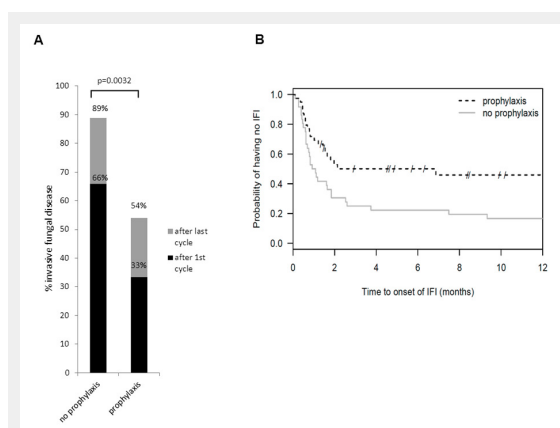 A
p=0.0032
100
90
80
70
60
50
40
30
20
10
0
% invasive fungal disease
89%
66%
54%
33%
after last
cycle
after 1st
cycle
no prophylaxis
prophylaxis
B
1.0
0.8
0.6
0.4
0.2
0.0
Probability of having no IFI
prophylaxis
no prophylaxis
0 2 4 6 8 10 12
Time to onset of IFI (months)